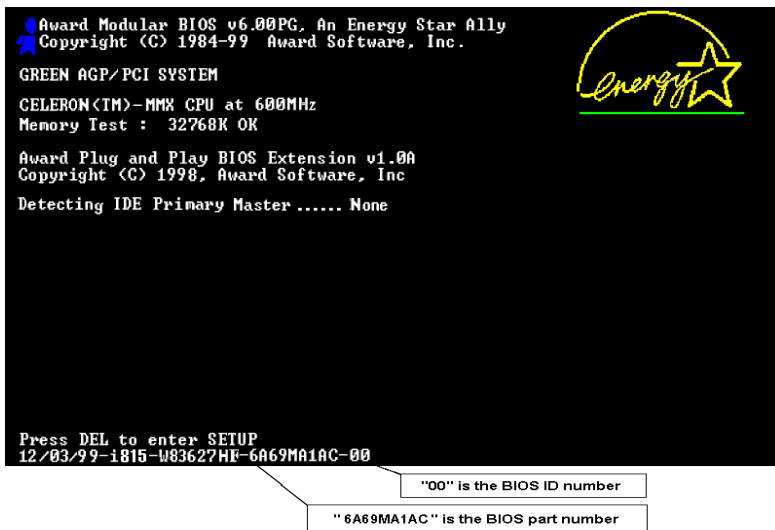 Award Modular BIOS v6.00PG, An Energy Star Ally
Copyright (C) 1984-99 Award Software, Inc.
energy
GREEN AGP/PCI SYSTEM
CELERON(TM)-MMX CPU at 600MHz
Memory Test : 32768K OK
Award Plug and Play BIOS Extension v1.0A
Copyright (C) 1998, Award Software, Inc
Detecting IDE Primary Master ...... None
Press DEL to enter SETUP
12/03/99-i815-W83627HF-6A69MA1AC-00
"00" is the BIOS ID number
"6A69MA1AC" is the BIOS part number